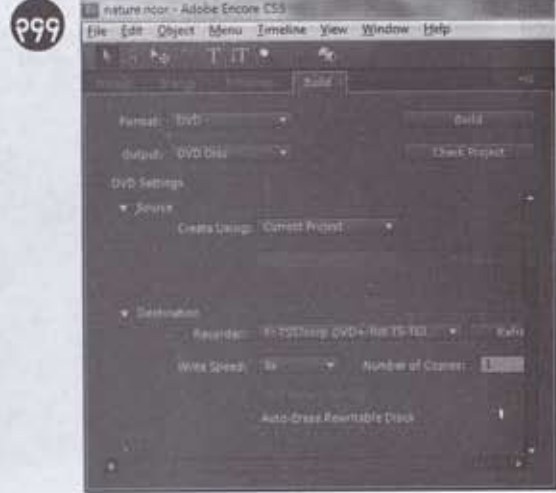 २९९
nature.ncor - Adobe Encore CS5
File Edit Object Menu Timeline View Window Help
Build
Format: DVD Build
Output: DVD Disc Check Project
DVD Settings
Source
Create Using: Current Project
Destination
Recorder:
Write Speed: 8x Number of Copies: 1
Auto-Erase Rewritable Discs